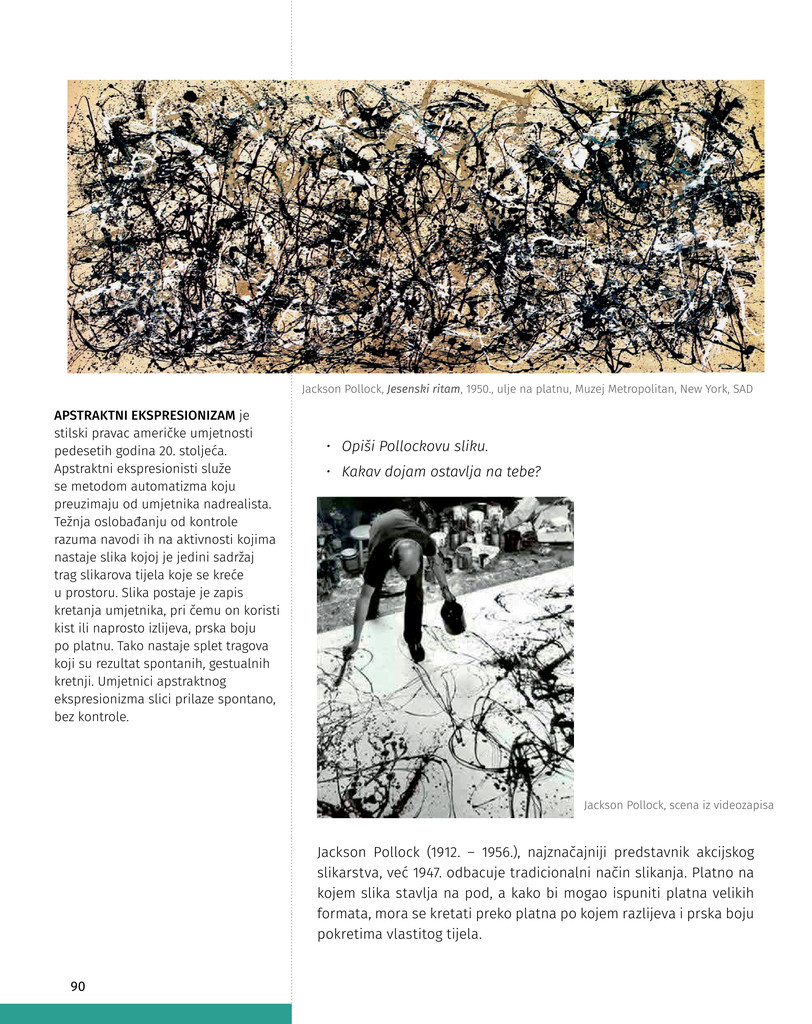 Jackson Pollock, Jesenski ritam, 1950., ulje na platnu, Muzej Metropolitan, New York, SAD
APSTRAKTNI EKSPRESIONIZAM je
stilski pravac američke umjetnosti
pedesetih godina 20. stoljeća.
Apstraktni ekspresionisti služe
se metodom automatizma koju
preuzimaju od umjetnika nadrealista.
Težnja oslobađanju od kontrole
razuma navodi ih na aktivnosti kojima
nastaje slika kojoj je jedini sadržaj
trag slikarova tijela koje se kreće
u prostoru. Slika postaje je zapis
kretanja umjetnika, pri čemu on koristi
kist ili naprosto izlijeva, prska boju
po platnu. Tako nastaje splet tragova
koji su rezultat spontanih, gestualnih
kretnji. Umjetnici apstraktnog
ekspresionizma slici prilaze spontano,
bez kontrole.
• Opiši Pollockovu sliku.
• Kakav dojam ostavlja na tebe?
Jackson Pollock, scena iz videozapisa
Jackson Pollock (1912. – 1956.), najznačajniji predstavnik akcijskog
slikarstva, već 1947. odbacuje tradicionalni način slikanja. Platno na
kojem slika stavlja na pod, a kako bi mogao ispuniti platna velikih
formata, mora se kretati preko platna po kojem razlijeva i prska boju
pokretima vlastitog tijela.
90